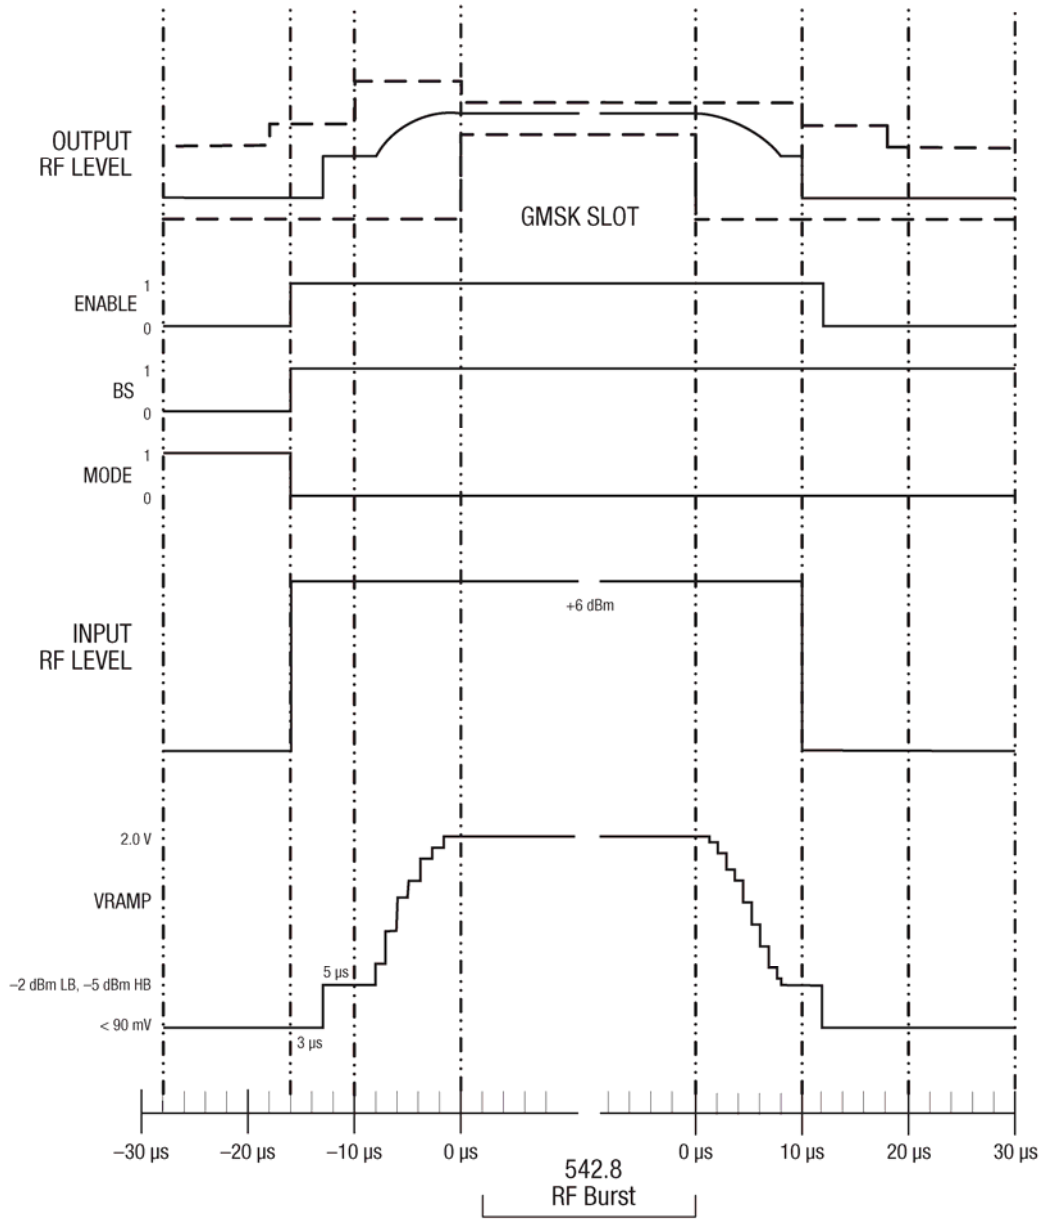 OUTPUT
RF LEVEL
GMSK SLOT
1
ENABLE
0
1
BS
0
1
MODE
0
+6 dBm
INPUT
RF LEVEL
2.0 V
VRAMP
5 µs
–2 dBm LB, –5 dBm HB
< 90 mV
3 µs
–30 µs –20 µs –10 µs 0 µs 0 µs 10 µs 20 µs 30 µs
542.8
RF Burst